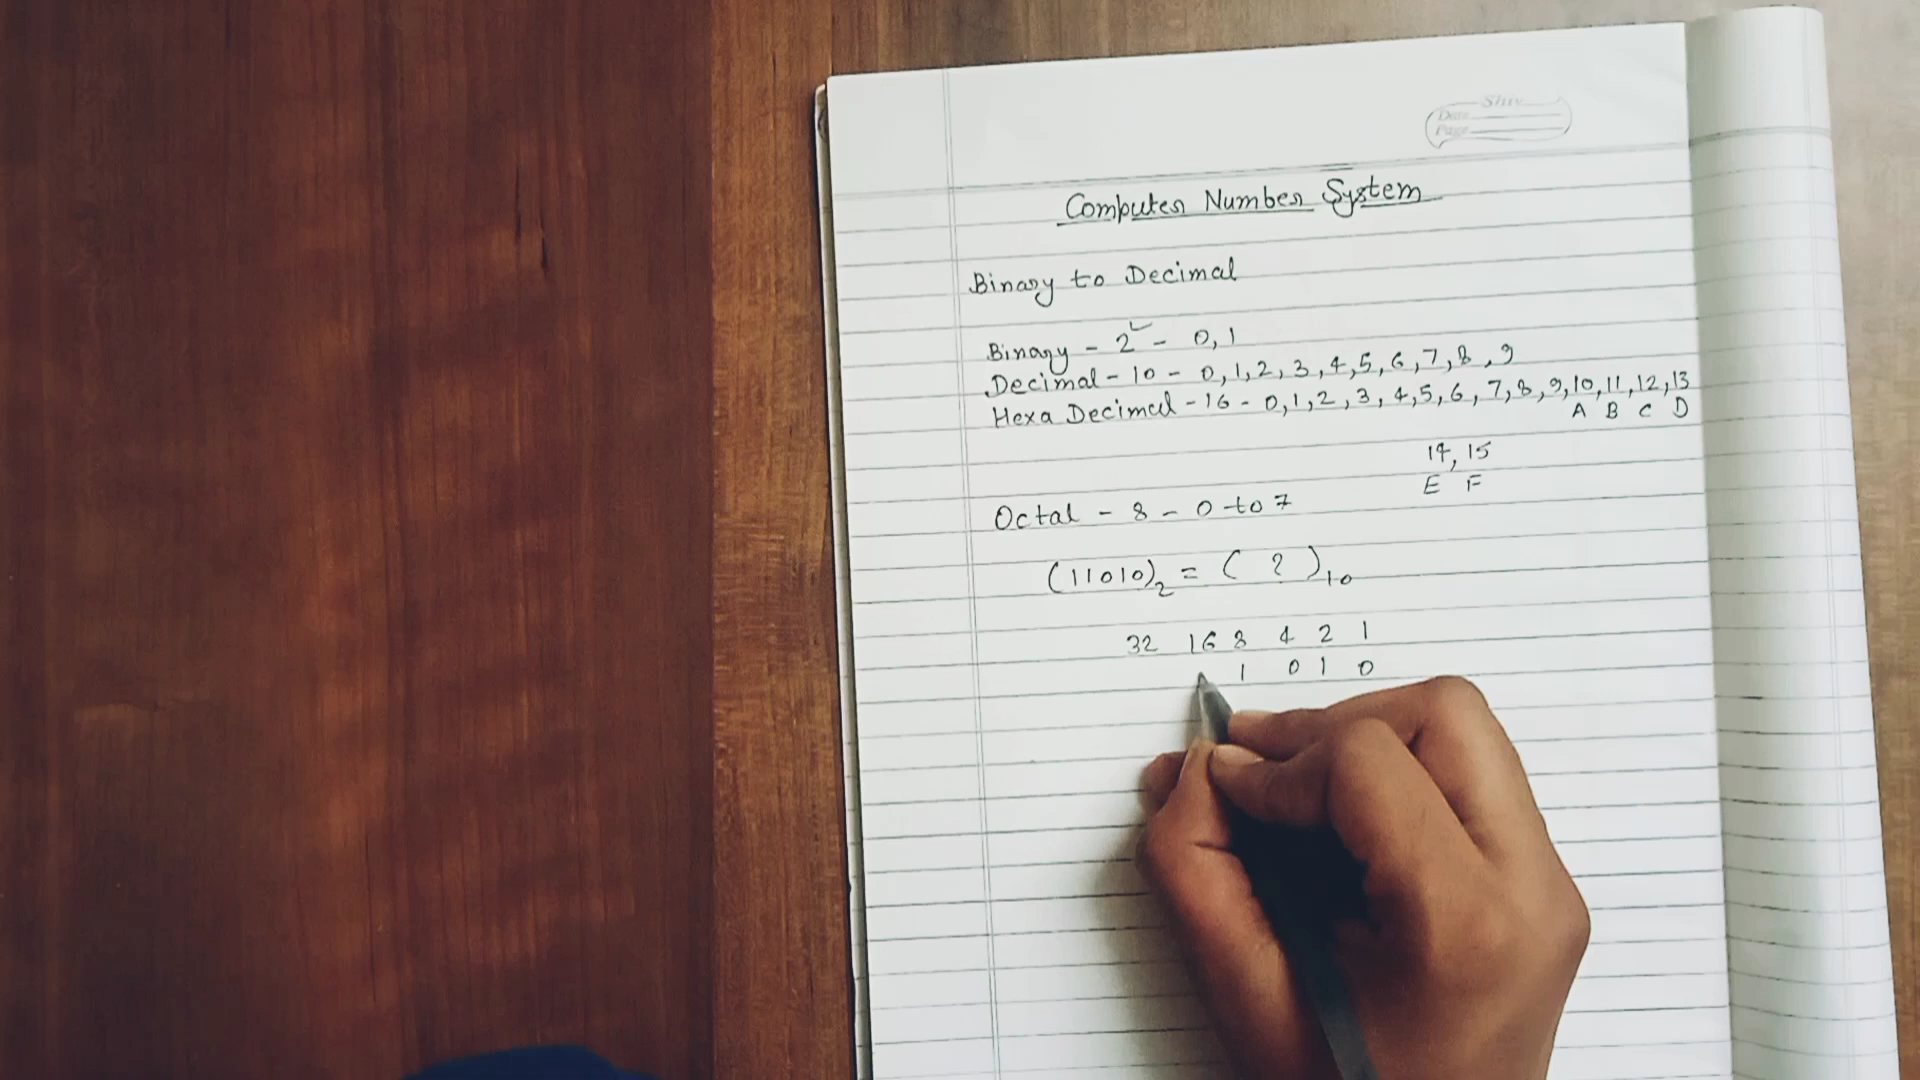 Shiv
Date
Page
Computer Number System
Binary to Decimal
Binary - 2 - 0, 1
Decimal - 10 - 0, 1, 2, 3, 4, 5, 6, 7, 8, 9
Hexa Decimal - 16 - 0, 1, 2, 3, 4, 5, 6, 7, 8, 9, 10, 11, 12, 13
A B C D
14, 15
E F
Octal - 8 - 0 to 7
(11010)₂ = ( ? )₁₀
32 16 8 4 2 1
1 0 1 0